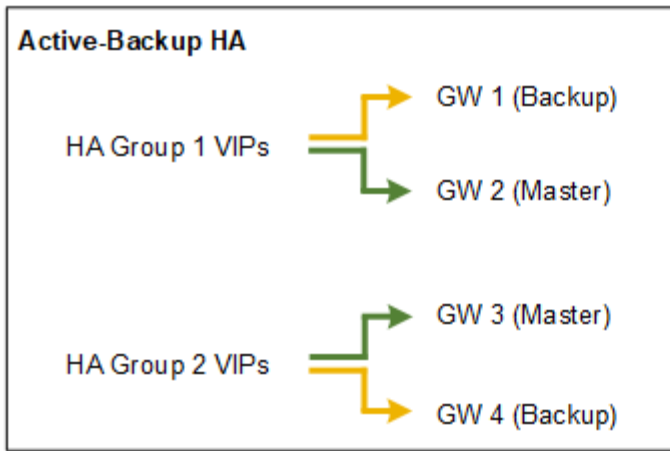 Active-Backup HA
GW 1 (Backup)
HA Group 1 VIPs
GW 2 (Master)
GW 3 (Master)
HA Group 2 VIPs
GW 4 (Backup)